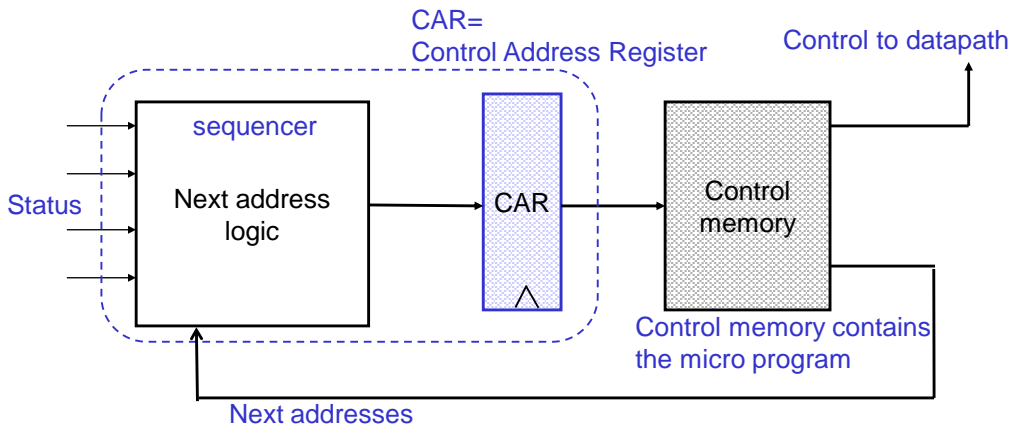 CAR=
Control Address Register
Control to datapath
sequencer
Status
Next address
logic
CAR
Control
memory
Control memory contains
the micro program
Next addresses